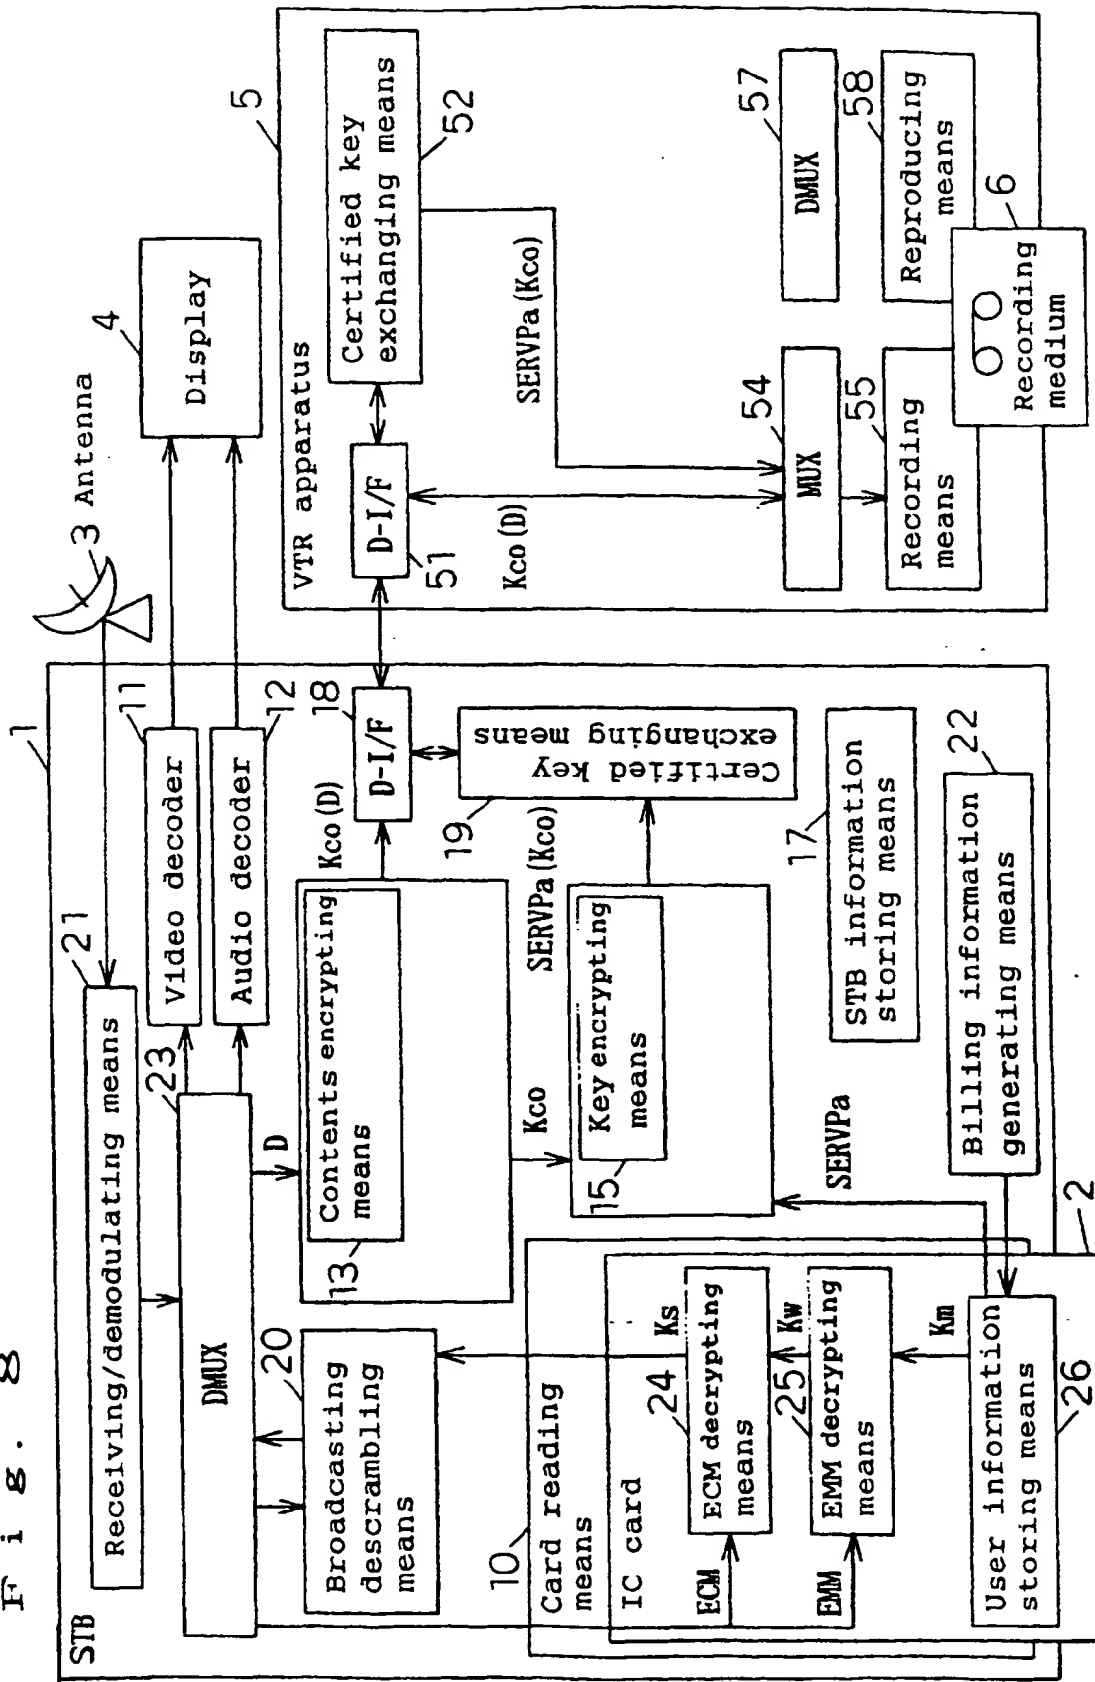 Fig. 8
STB
1
Receiving/demodulating means
21
3 Antenna
DMUX
23
Video decoder
11
Audio decoder
12
4
Display
Broadcasting
descrambling
means
20
D
Contents encrypting
means
13
Kco(D)
D-I/F
18
Certified key
exchanging means
19
Kco
SERVPa(Kco)
Key encrypting
means
15
SERVPa
STB information
storing means
17
Billing information
generating means
22
10
Card reading
means
IC card
2
ECM
EMM
ECM decrypting
means
24
Ks
EMM decrypting
means
25
Kw
Km
User information
storing means
26
5
VTR apparatus
D-I/F
51
Certified key
exchanging means
52
Kco(D)
SERVPa(Kco)
MUX
54
DMUX
57
Recording
means
55
Reproducing
means
58
Recording
medium
6